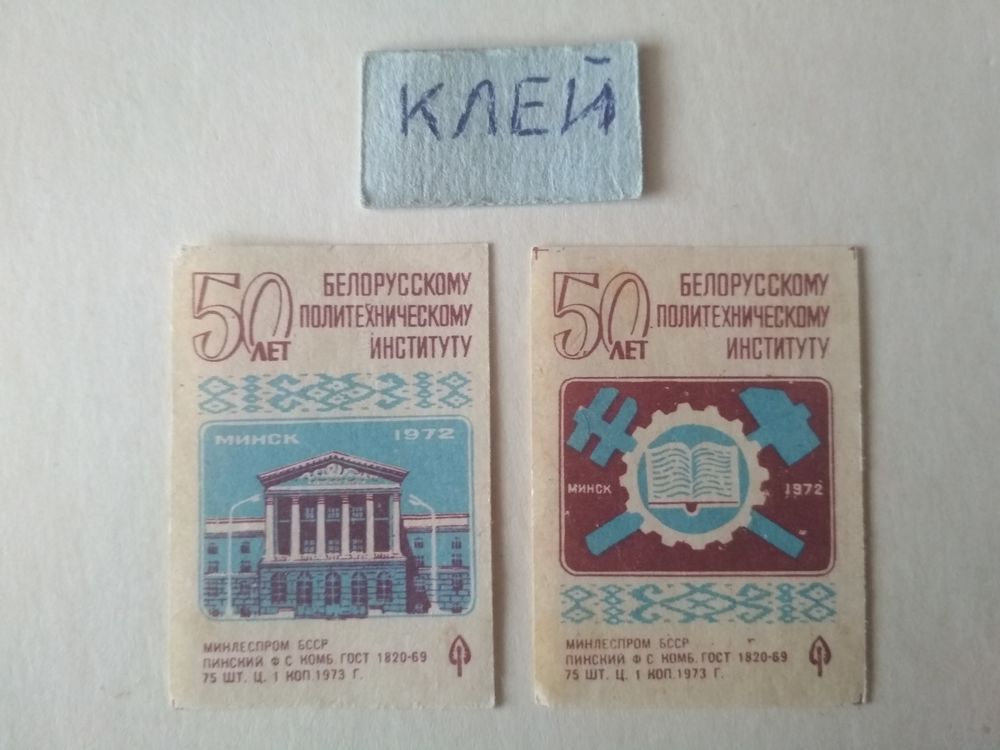 КЛЕЙ
50 ЛЕТ
БЕЛОРУССКОМУ
ПОЛИТЕХНИЧЕСКОМУ
ИНСТИТУТУ
МИНСК 1972
МИНЛЕСПРОМ БССР
ПИНСКИЙ Ф С КОМБ. ГОСТ 1820-69
75 ШТ. Ц. 1 КОП. 1973 Г.
50 ЛЕТ
БЕЛОРУССКОМУ
ПОЛИТЕХНИЧЕСКОМУ
ИНСТИТУТУ
МИНСК 1972
МИНЛЕСПРОМ БССР
ПИНСКИЙ Ф С КОМБ. ГОСТ 1820-69
75 ШТ. Ц. 1 КОП. 1973 Г.